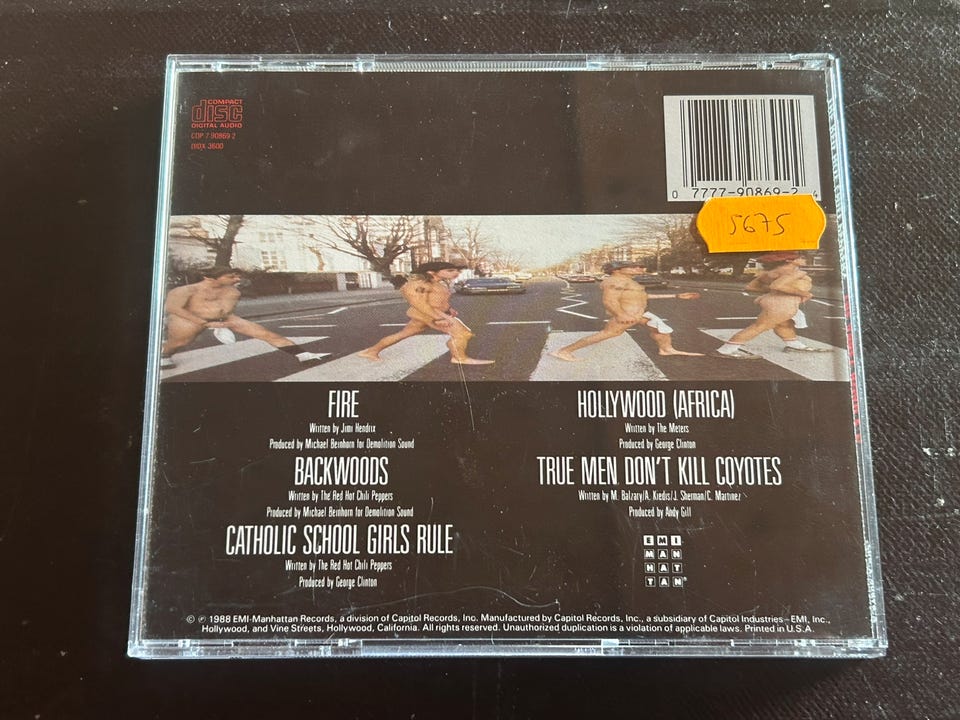 COMPACT
disc
DIGITAL AUDIO
CDP 7 90869 2
(DIDX 3600
0 7777-90869-2 4
5675
FIRE
Written by Jimi Hendrix
Produced by Michael Beinhorn for Demolition Sound
BACKWOODS
Written by The Red Hot Chili Peppers
Produced by Michael Beinhorn for Demolition Sound
CATHOLIC SCHOOL GIRLS RULE
Written by The Red Hot Chili Peppers
Produced by George Clinton
HOLLYWOOD (AFRICA)
Written by The Meters
Produced by George Clinton
TRUE MEN DON'T KILL COYOTES
Written by M. Balzary/A. Kiedis/J. Sherman/C. Martinez
Produced by Andy Gill
EMI
MAN
HAT
TAN®
© ℗ 1988 EMI-Manhattan Records, a division of Capitol Records, Inc. Manufactured by Capitol Records, Inc., a subsidiary of Capitol Industries–EMI, Inc.,
Hollywood, and Vine Streets, Hollywood, California. All rights reserved. Unauthorized duplication is a violation of applicable laws. Printed in U.S.A.